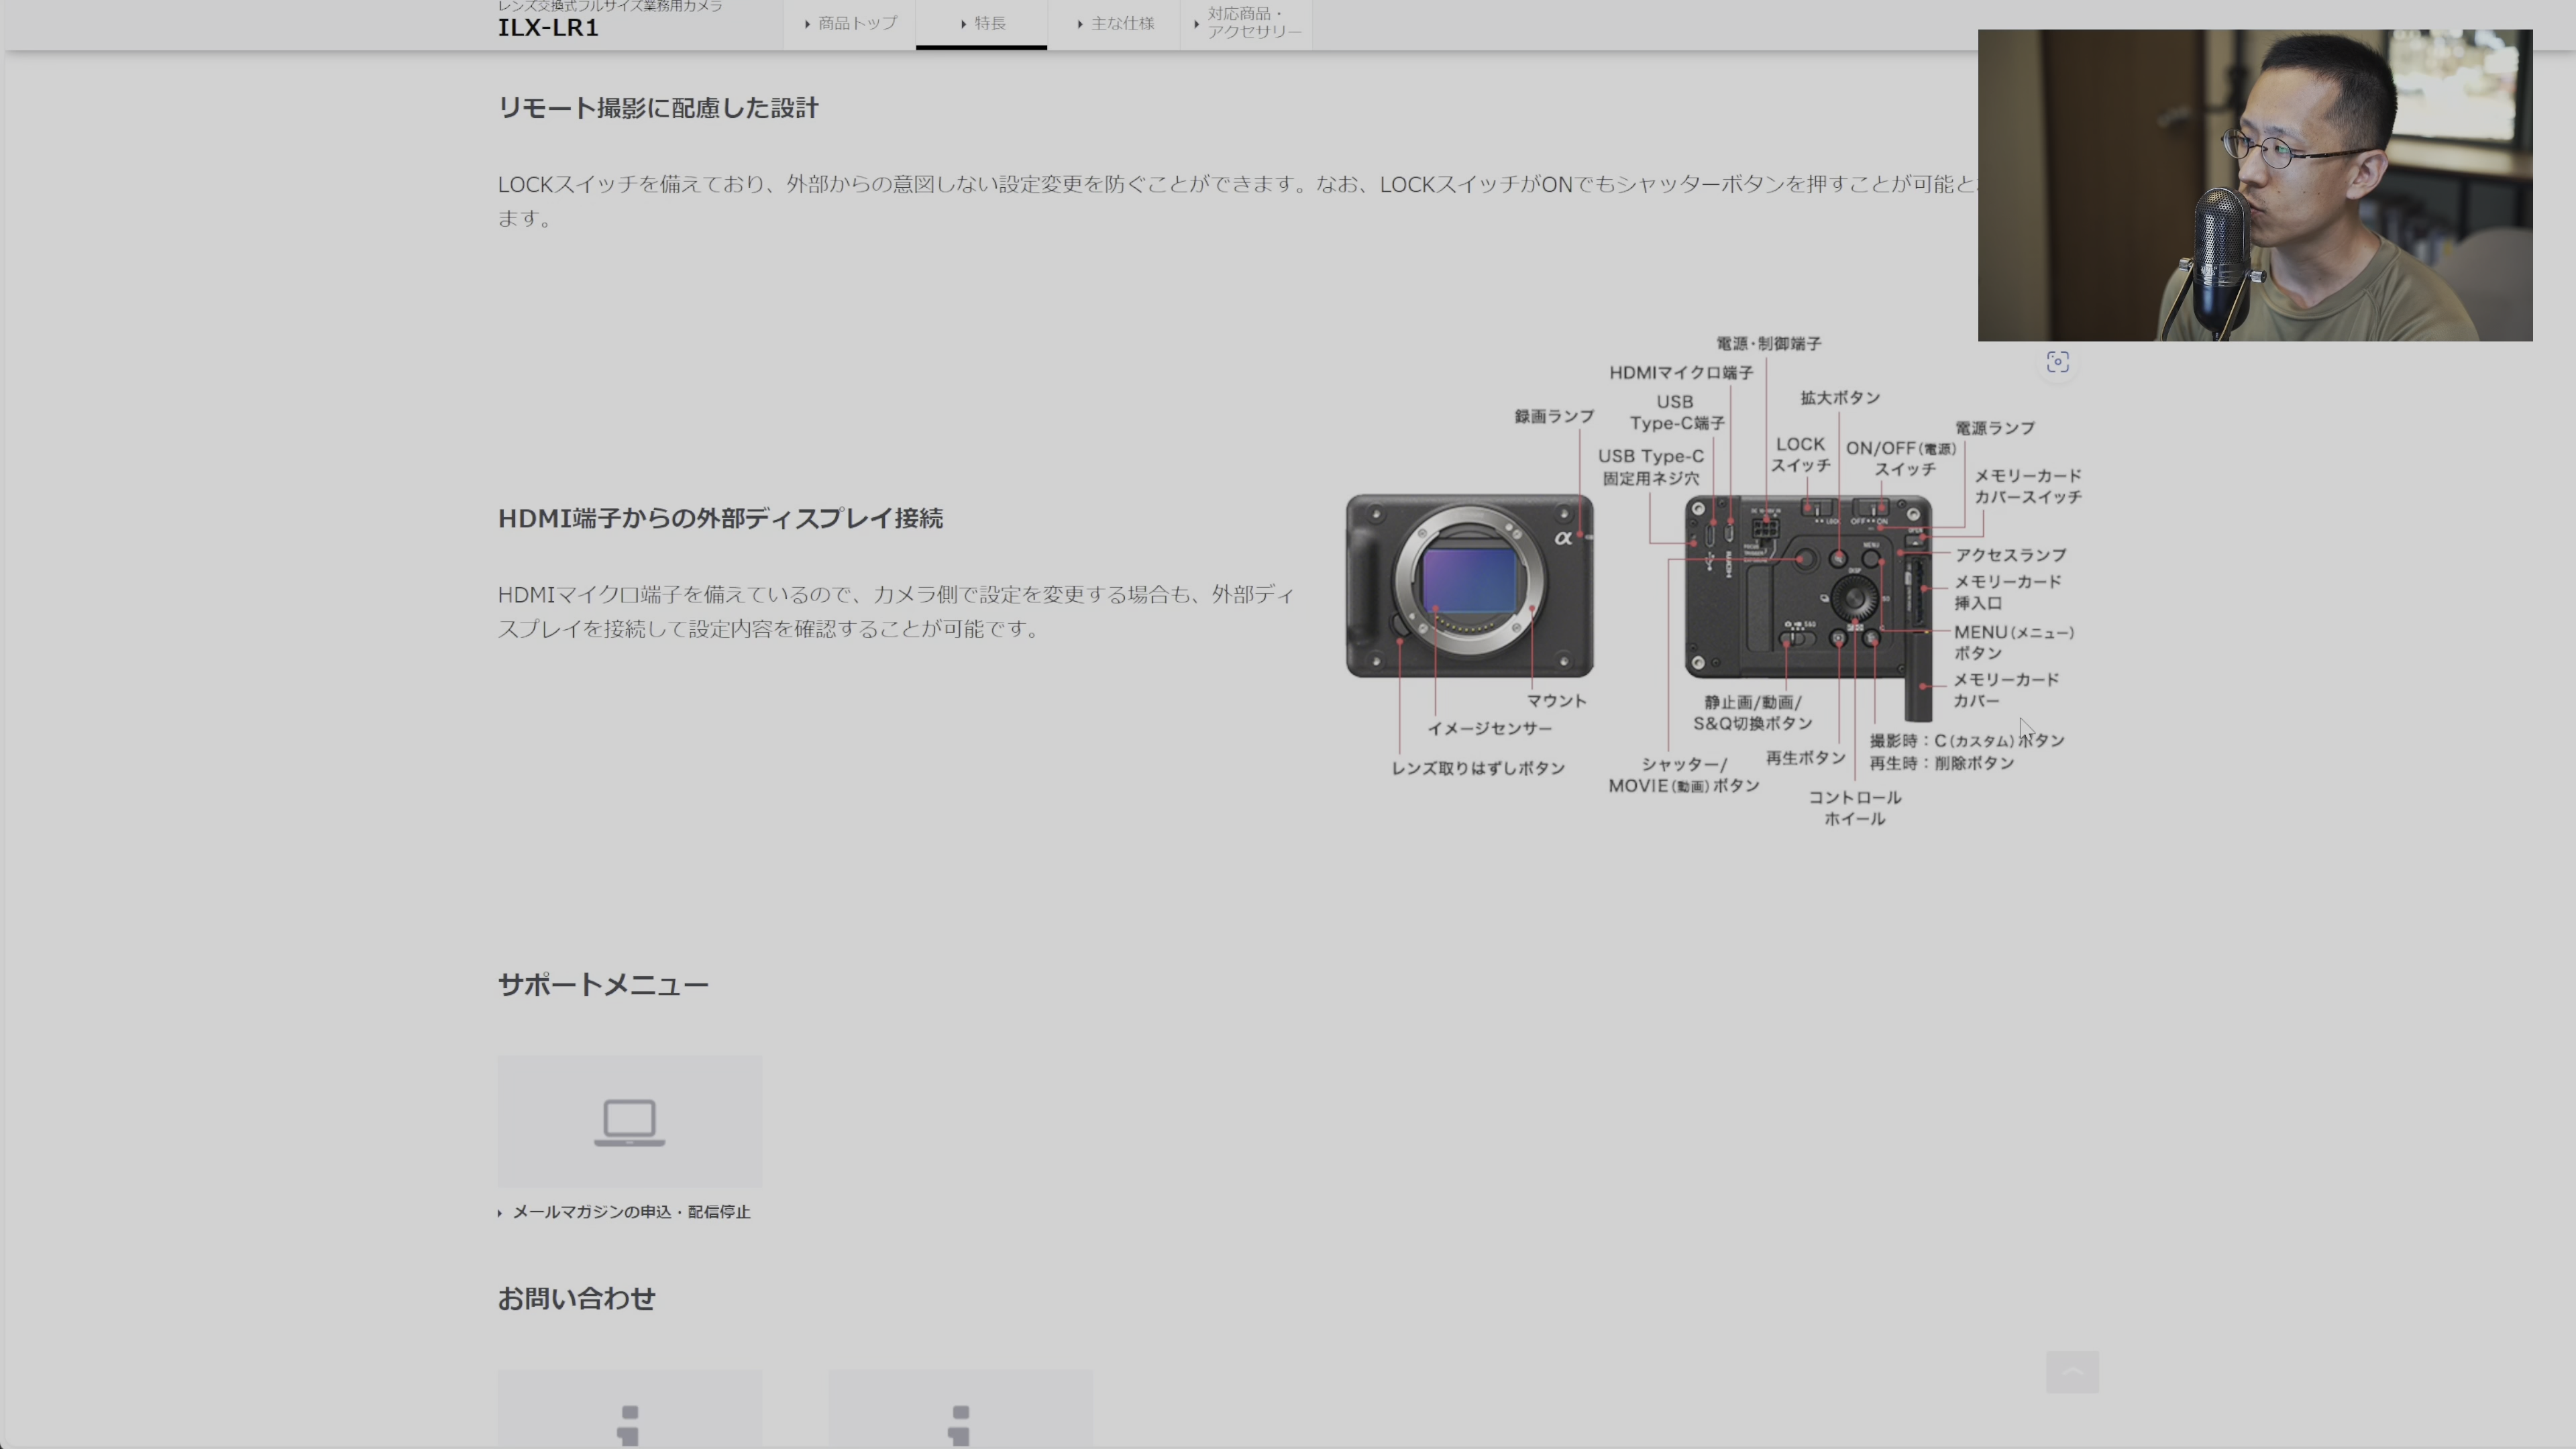 レンズ交換式フルサイズ業務用カメラ
ILX-LR1
商品トップ
特長
主な仕様
対応商品・
アクセサリー
リモート撮影に配慮した設計
LOCKスイッチを備えており、外部からの意図しない設定変更を防ぐことができます。なお、LOCKスイッチがONでもシャッターボタンを押すことが可能と
ます。
HDMI端子からの外部ディスプレイ接続
HDMIマイクロ端子を備えているので、カメラ側で設定を変更する場合も、外部ディ
スプレイを接続して設定内容を確認することが可能です。
録画ランプ
α
マウント
イメージセンサー
レンズ取りはずしボタン
電源・制御端子
HDMIマイクロ端子
USB
Type-C端子
USB Type-C
固定用ネジ穴
拡大ボタン
LOCK
スイッチ
ON/OFF(電源)
スイッチ
電源ランプ
メモリーカード
カバースイッチ
アクセスランプ
メモリーカード
挿入口
MENU(メニュー)
ボタン
メモリーカード
カバー
LOCK
OFF ON
MENU
DISP
S&Q
静止画/動画/
S&Q切換ボタン
シャッター/
MOVIE(動画)ボタン
再生ボタン
撮影時:C(カスタム)ボタン
再生時:削除ボタン
コントロール
ホイール
サポートメニュー
メールマガジンの申込・配信停止
お問い合わせ